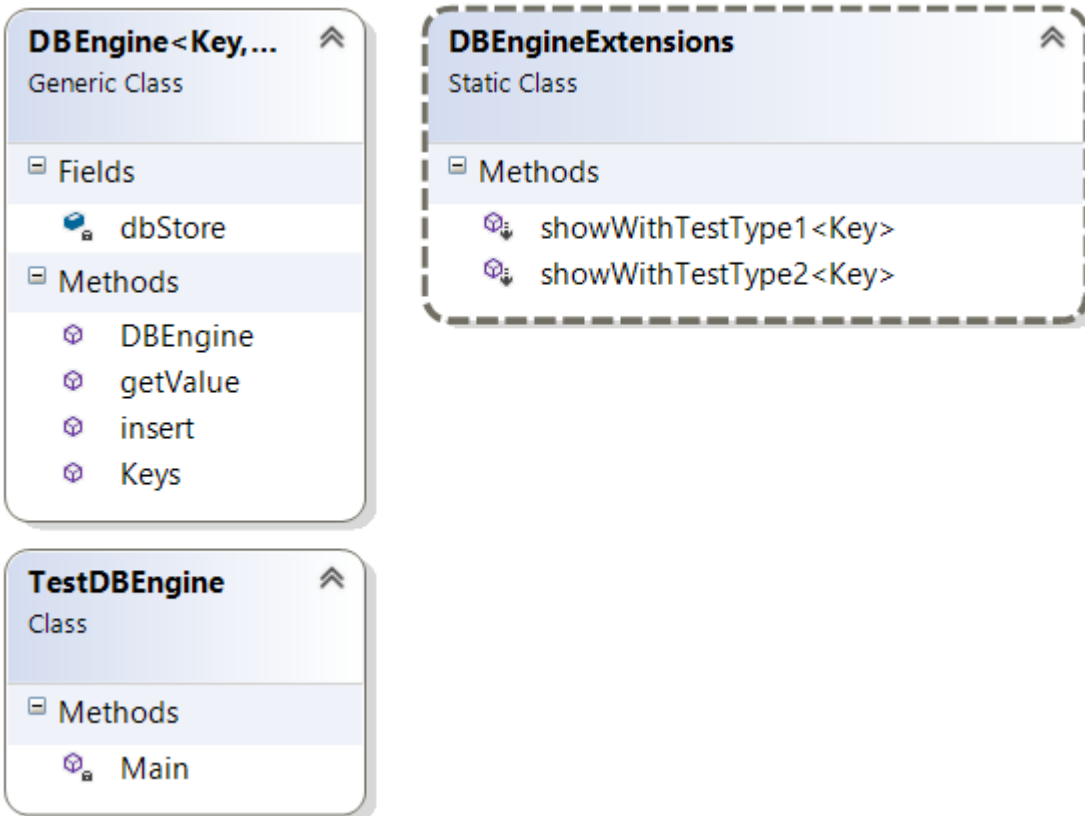 DBEngine<Key,...
Generic Class
Fields
dbStore
Methods
DBEngine
getValue
insert
Keys
DBEngineExtensions
Static Class
Methods
showWithTestType1<Key>
showWithTestType2<Key>
TestDBEngine
Class
Methods
Main